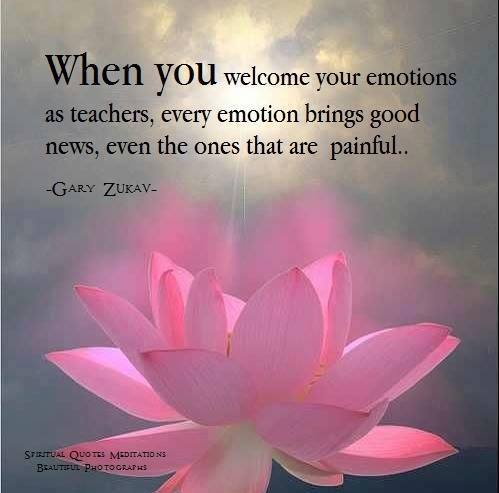 When you welcome your emotions
as teachers, every emotion brings good
news, even the ones that are painful..
-Gary Zukav-
Spiritual Quotes Meditations
Beautiful Photographs